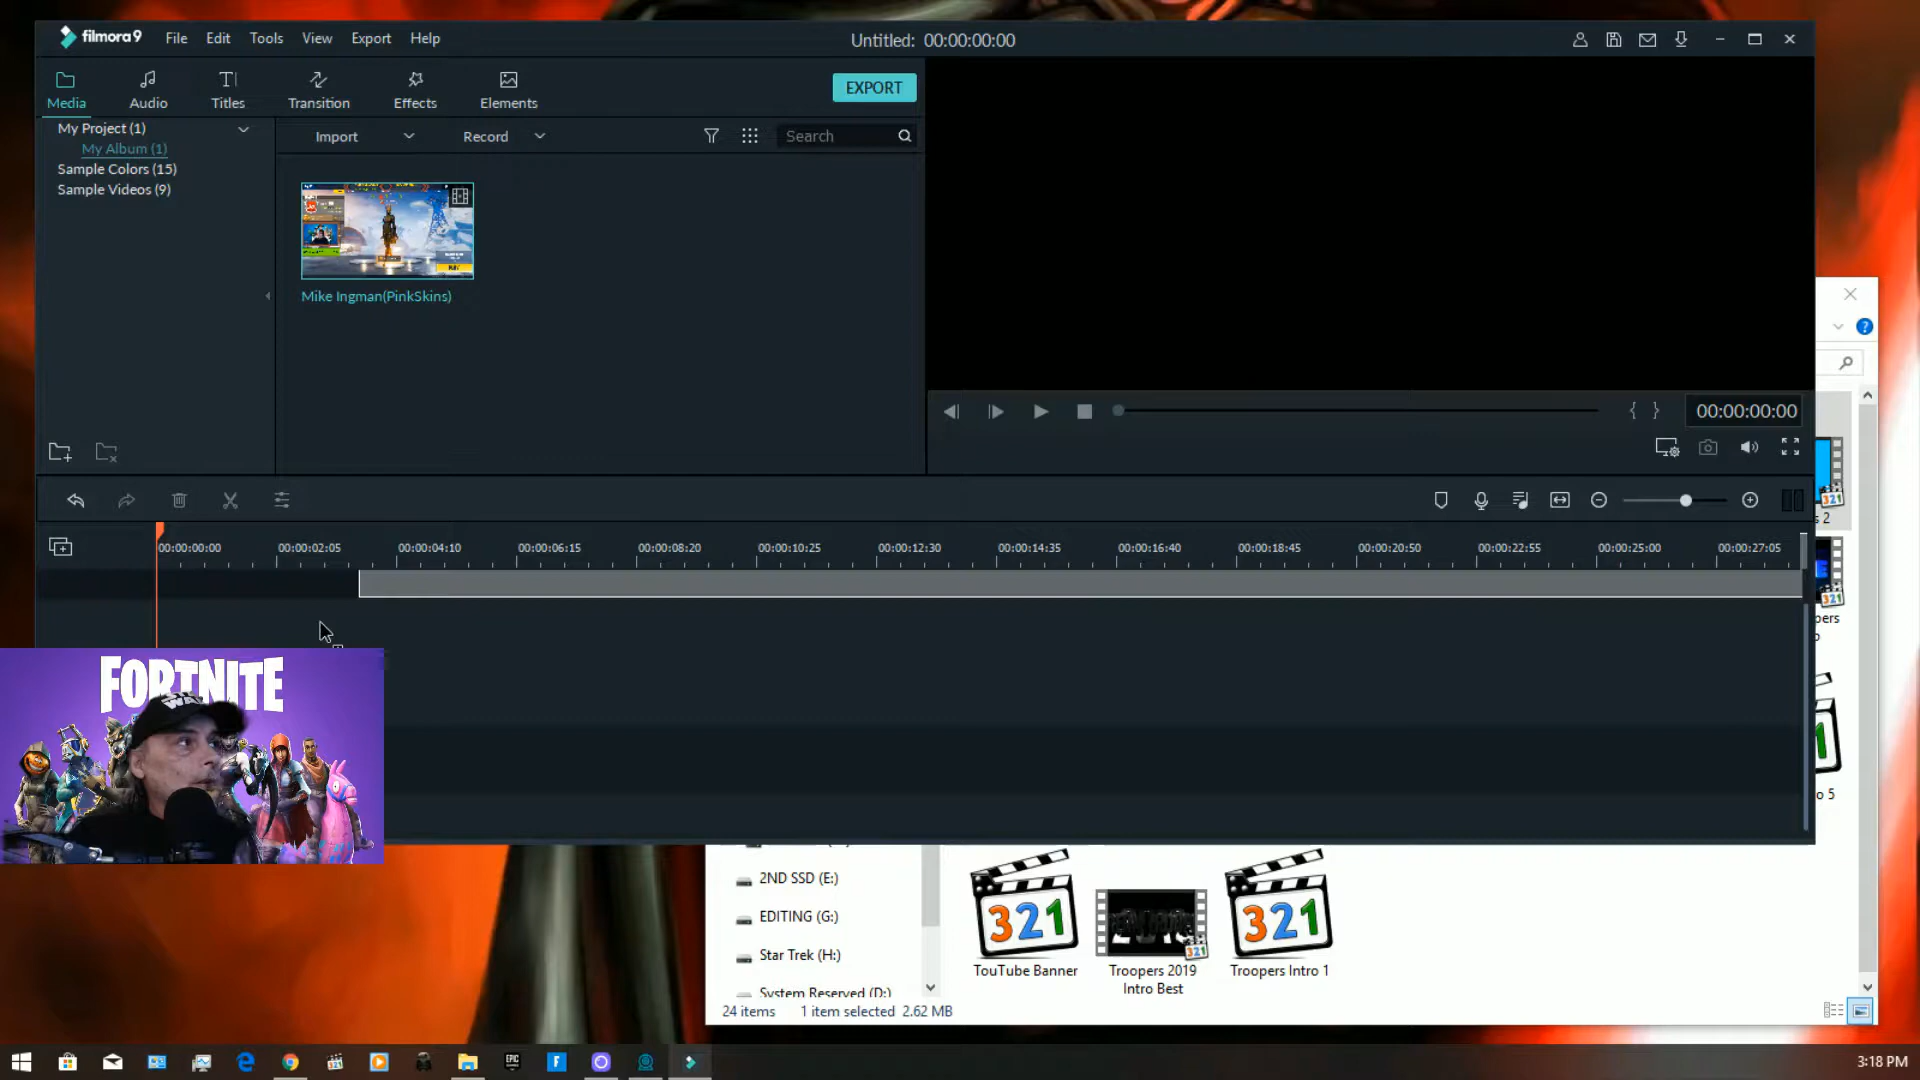 filmora9 File Edit Tools View Export Help
Untitled: 00:00:00:00
Media Audio Titles Transition Effects Elements EXPORT
My Project (1)
My Album (1)
Sample Colors (15)
Sample Videos (9)
Import Record Search
Mike Ingman(PinkSkins)
00:00:00:00
00:00:00:00 00:00:02:05 00:00:04:10 00:00:06:15 00:00:08:20 00:00:10:25 00:00:12:30 00:00:14:35 00:00:16:40 00:00:18:45 00:00:20:50 00:00:22:55 00:00:25:00 00:00:27:05
FORTNITE
2ND SSD (E:)
EDITING (G:)
Star Trek (H:)
System Reserved (D:)
321
TouTube Banner
Troopers 2019
Intro Best
321
Troopers Intro 1
24 items 1 item selected 2.62 MB
EPIC
3:18 PM